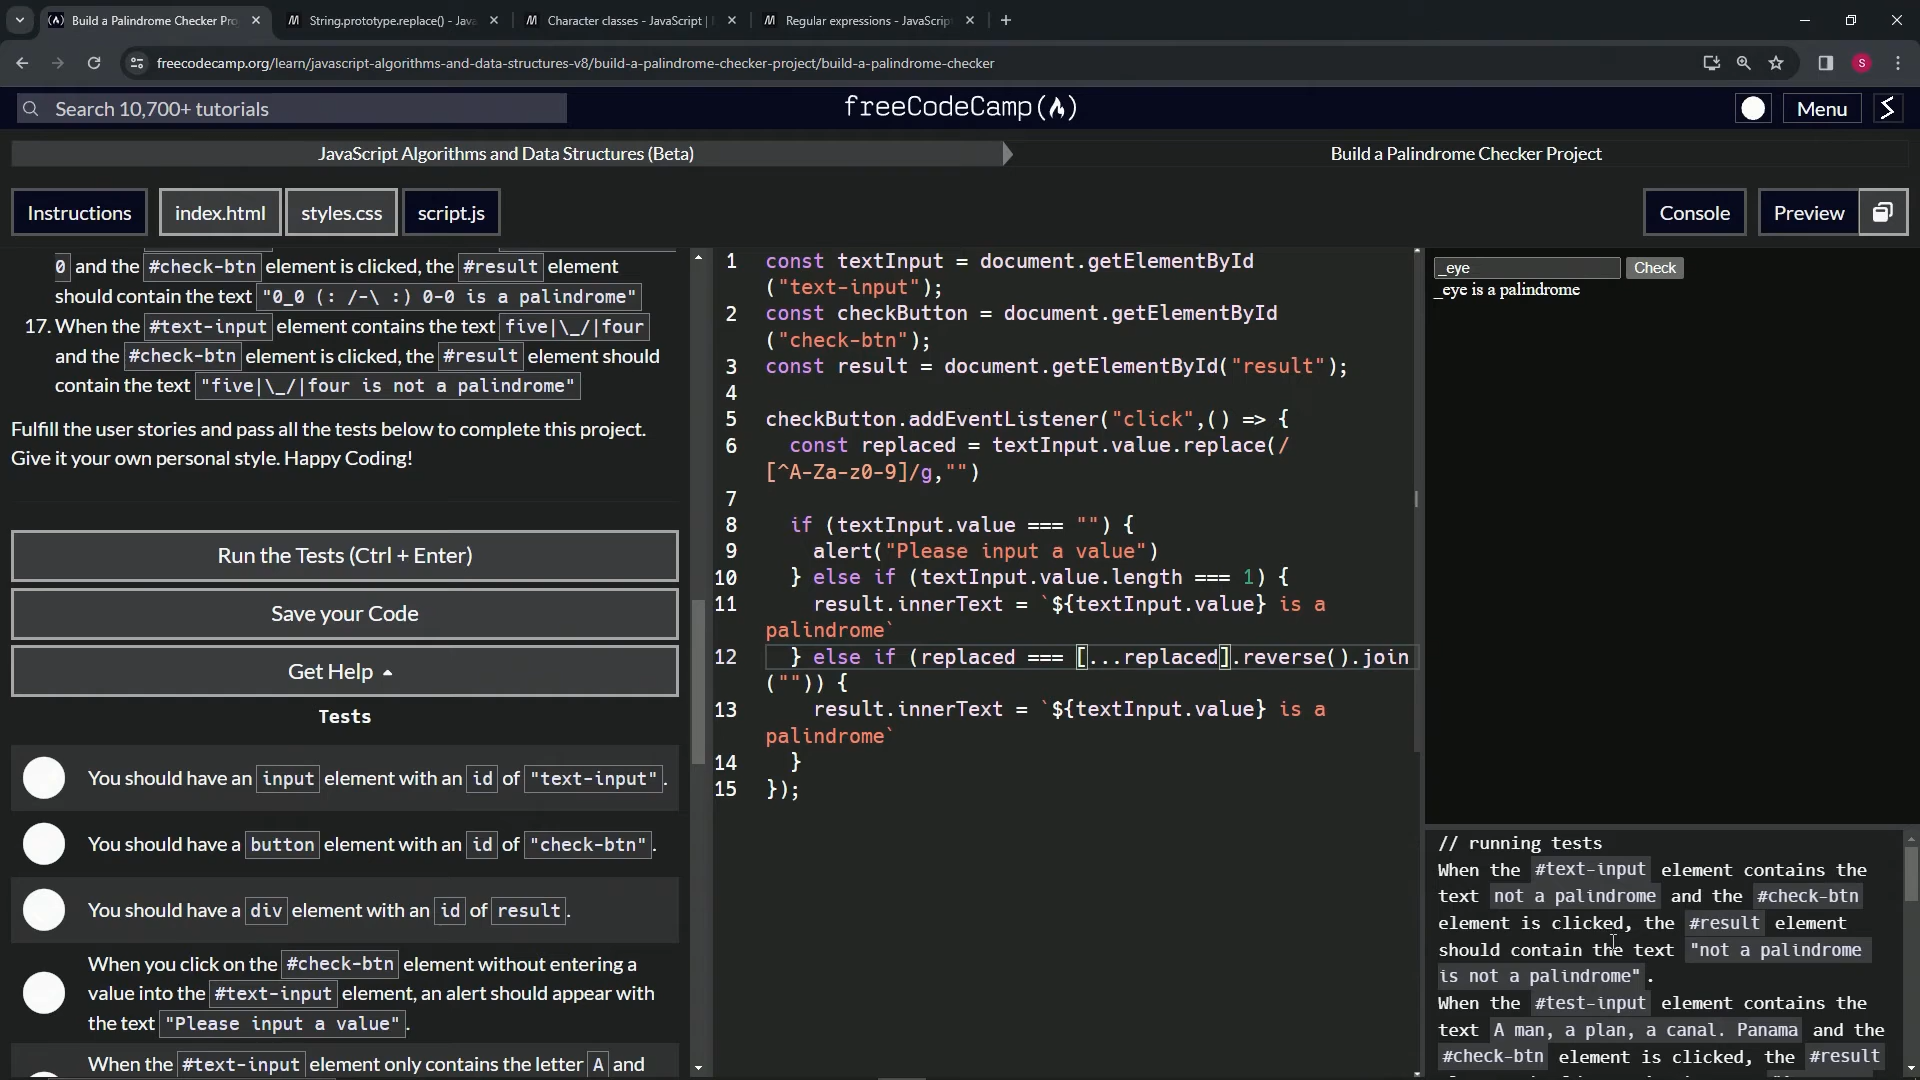 Build a Palindrome Checker Pro
String.prototype.replace() - Java
Character classes - JavaScript |
Regular expressions - JavaScrip
freecodecamp.org/learn/javascript-algorithms-and-data-structures-v8/build-a-palindrome-checker-project/build-a-palindrome-checker
S
Search 10,700+ tutorials
freeCodeCamp
Menu
JavaScript Algorithms and Data Structures (Beta)
Build a Palindrome Checker Project
Instructions
index.html
styles.css
script.js
Console
Preview
0 and the #check-btn element is clicked, the #result element
should contain the text "0_0 (: /-\ :) 0-0 is a palindrome"
17. When the #text-input element contains the text five|\_/|four
and the #check-btn element is clicked, the #result element should
contain the text "five|\_/|four is not a palindrome"
Fulfill the user stories and pass all the tests below to complete this project.
Give it your own personal style. Happy Coding!
Run the Tests (Ctrl + Enter)
Save your Code
Get Help
Tests
You should have an input element with an id of "text-input".
You should have a button element with an id of "check-btn".
You should have a div element with an id of result.
When you click on the #check-btn element without entering a
value into the #text-input element, an alert should appear with
the text "Please input a value".
When the #text-input element only contains the letter A and
1 const textInput = document.getElementById
("text-input");
2 const checkButton = document.getElementById
("check-btn");
3 const result = document.getElementById("result");
4
5 checkButton.addEventListener("click",() => {
6 const replaced = textInput.value.replace(/
[^A-Za-z0-9]/g,"")
7
8 if (textInput.value === "") {
9 alert("Please input a value")
10 } else if (textInput.value.length === 1) {
11 result.innerText = `${textInput.value} is a
palindrome`
12 } else if (replaced === [...replaced].reverse().join
("")) {
13 result.innerText = `${textInput.value} is a
palindrome`
14 }
15 });
_eye
Check
_eye is a palindrome
// running tests
When the #text-input element contains the
text not a palindrome and the #check-btn
element is clicked, the #result element
should contain the text "not a palindrome
is not a palindrome".
When the #test-input element contains the
text A man, a plan, a canal. Panama and the
#check-btn element is clicked, the #result